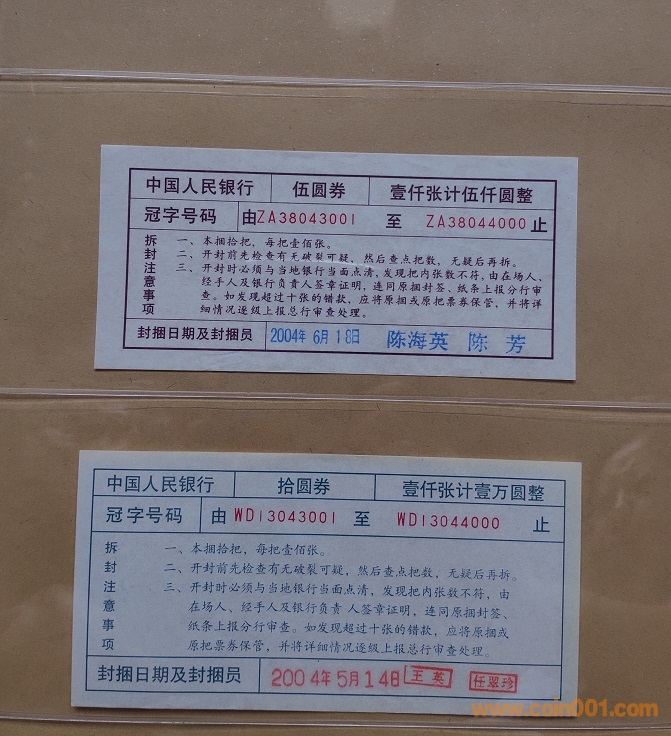 中国人民银行 伍圆券 壹仟张计伍仟圆整
冠字号码 由ZA38043001 至 ZA38044000 止
拆封注意事项
一、本捆拾把，每把壹佰张。
二、开封前先检查有无破裂可疑，然后查点把数，无疑后再拆。
三、开封时必须与当地银行当面点清，发现把内张数不符，由在场人、
经手人及银行负责人签章证明，连同原捆封签、纸条上报分行审
查。如发现超过十张的错款，应将原捆或原把票券保管，并将详
细情况逐级上报总行审查处理。
封捆日期及封捆员 2004年 6月 18日 陈海英 陈 芳
中国人民银行 拾圆券 壹仟张计壹万圆整
冠字号码 由 WD13043001 至 WD13044000 止
拆封注意事项
一、本捆拾把，每把壹佰张。
二、开封前先检查有无破裂可疑，然后查点把数，无疑后再拆。
三、开封时必须与当地银行当面点清，发现把内张数不符，由
在场人、经手人及银行负责 人签章证明，连同原捆封签、
纸条上报分行审查。如发现超过十张的错款，应将原捆或
原把票券保管，并将详细情况逐级上报总行审查处理。
封捆日期及封捆员 2004年5月14日 王英 任翠珍
www.coin001.com